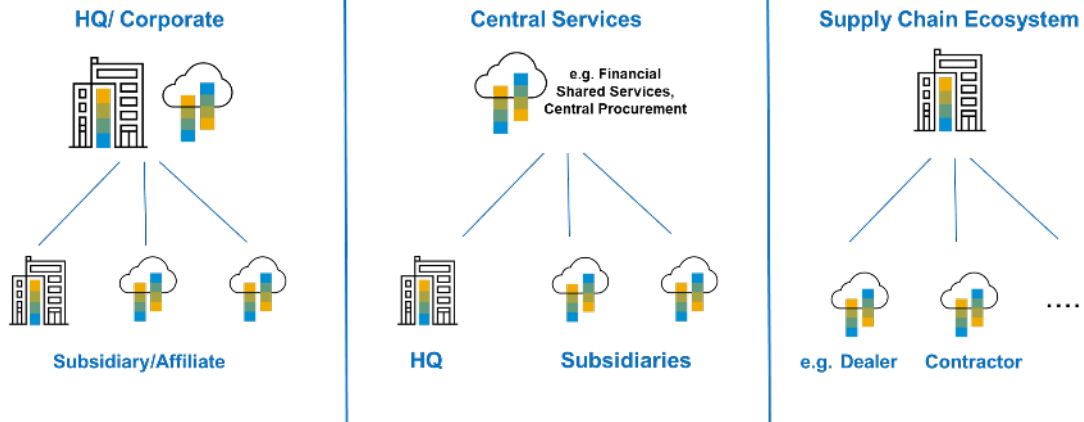 HQ/ Corporate
Central Services
Supply Chain Ecosystem
e.g. Financial
Shared Services,
Central Procurement
Subsidiary/Affiliate
HQ
Subsidiaries
e.g. Dealer
Contractor
....